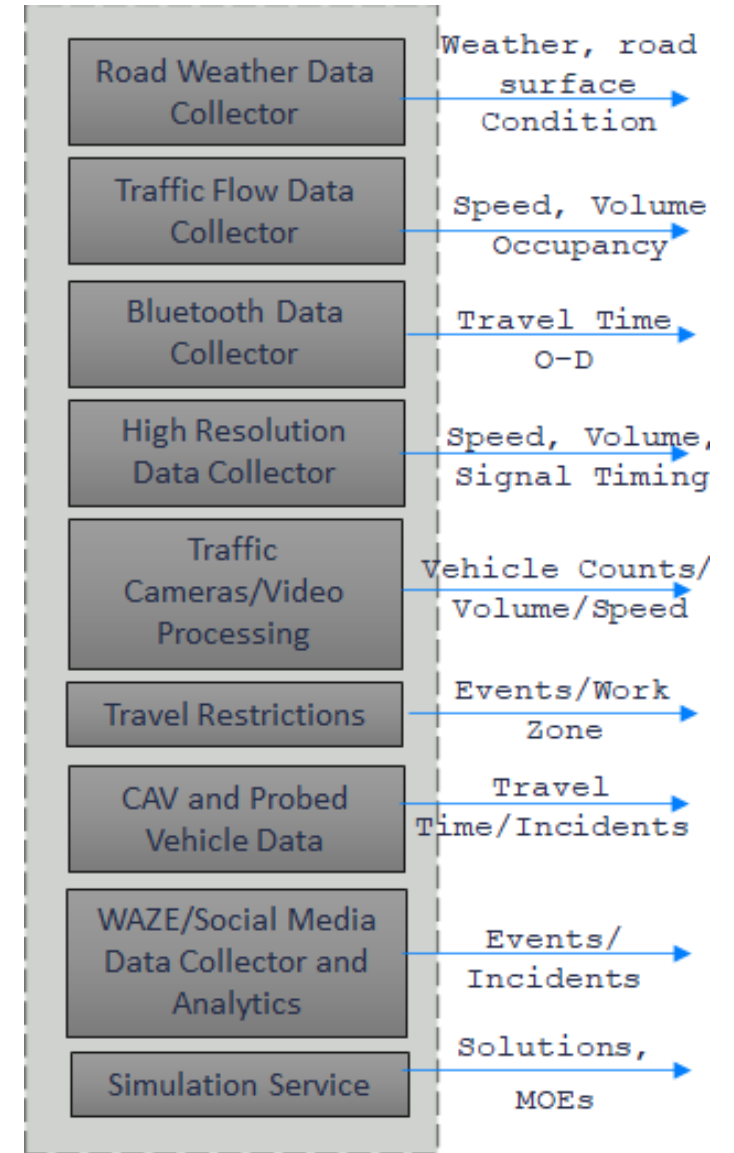 Road Weather Data
Collector
Weather, road
surface
Condition
Traffic Flow Data
Collector
Speed, Volume
Occupancy
Bluetooth Data
Collector
Travel Time
O-D
High Resolution
Data Collector
Speed, Volume,
Signal Timing
Traffic
Cameras/Video
Processing
Vehicle Counts/
Volume/Speed
Travel Restrictions
Events/Work
Zone
CAV and Probed
Vehicle Data
Travel
Time/Incidents
WAZE/Social Media
Data Collector and
Analytics
Events/
Incidents
Simulation Service
Solutions,
MOEs